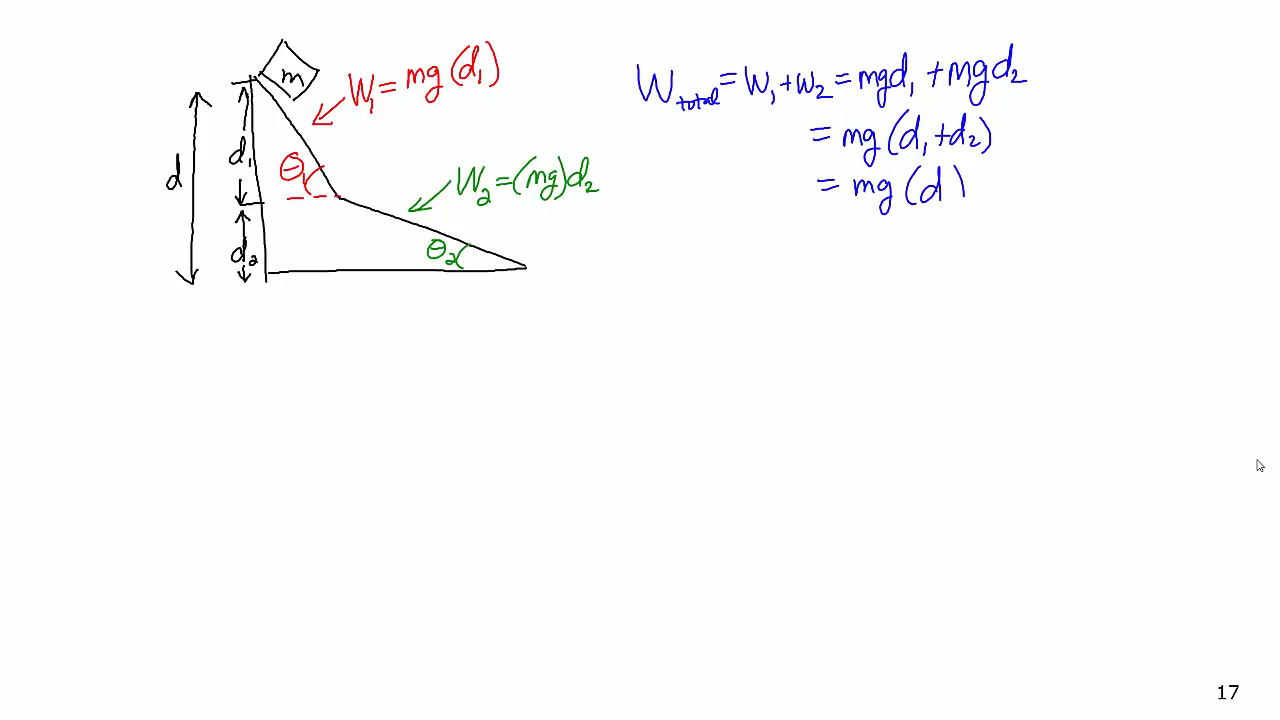 m
W₁ = mg(d₁)
d
d₁
θ₁
W₂ = (mg)d₂
d₂
θ₂
W_total = W₁ + W₂ = mgd₁ + mgd₂
= mg(d₁ + d₂)
= mg(d)
17